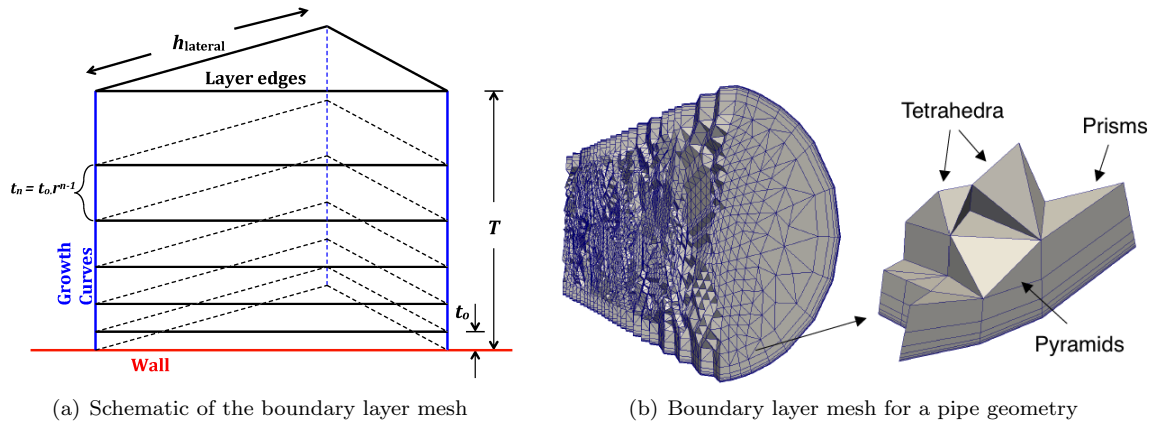 h_lateral
Layer edges
t_n = t_o.r^{n-1}
T
Growth
Curves
t_o
Wall
(a) Schematic of the boundary layer mesh
Tetrahedra
Prisms
Pyramids
(b) Boundary layer mesh for a pipe geometry